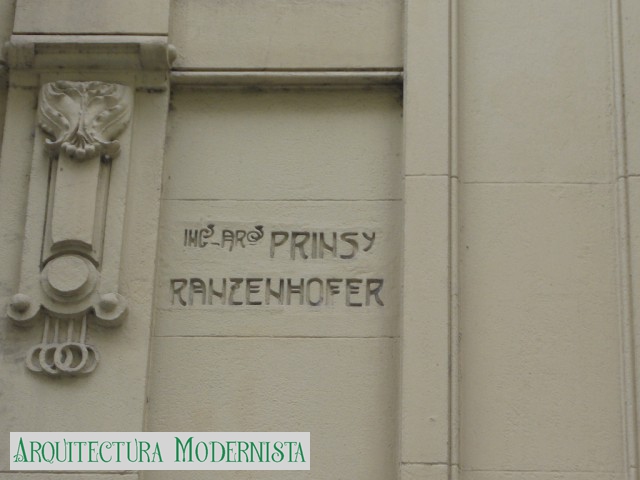 INGS-ARQS PRINS Y
RANZENHOFER
ARQUITECTURA MODERNISTA